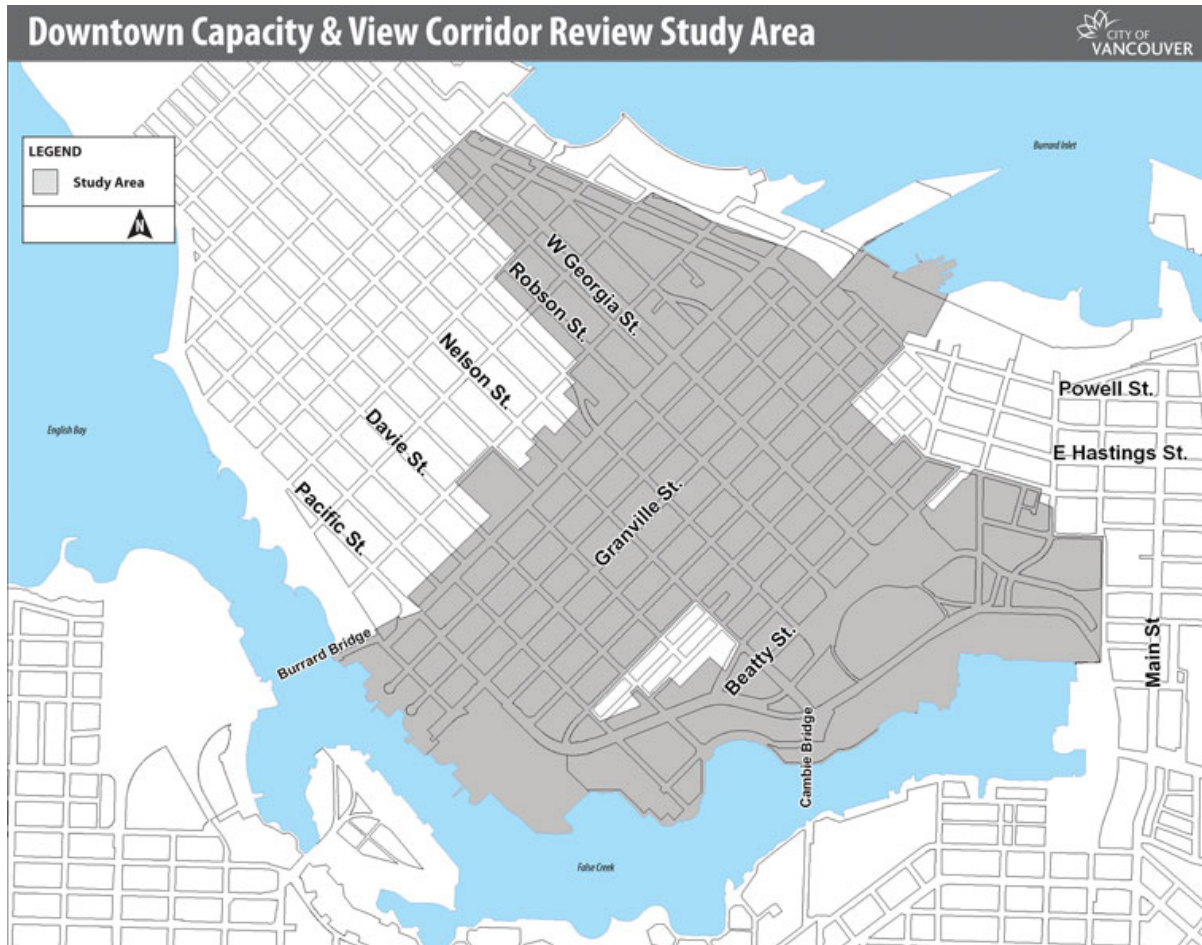 Downtown Capacity & View Corridor Review Study Area
CITY OF
VANCOUVER
LEGEND
Study Area
N
Burrard Inlet
W Georgia St.
Robson St.
Nelson St.
Powell St.
Davie St.
English Bay
E Hastings St.
Pacific St.
Granville St.
Burrard Bridge
Beatty St.
Main St
Cambie Bridge
False Creek